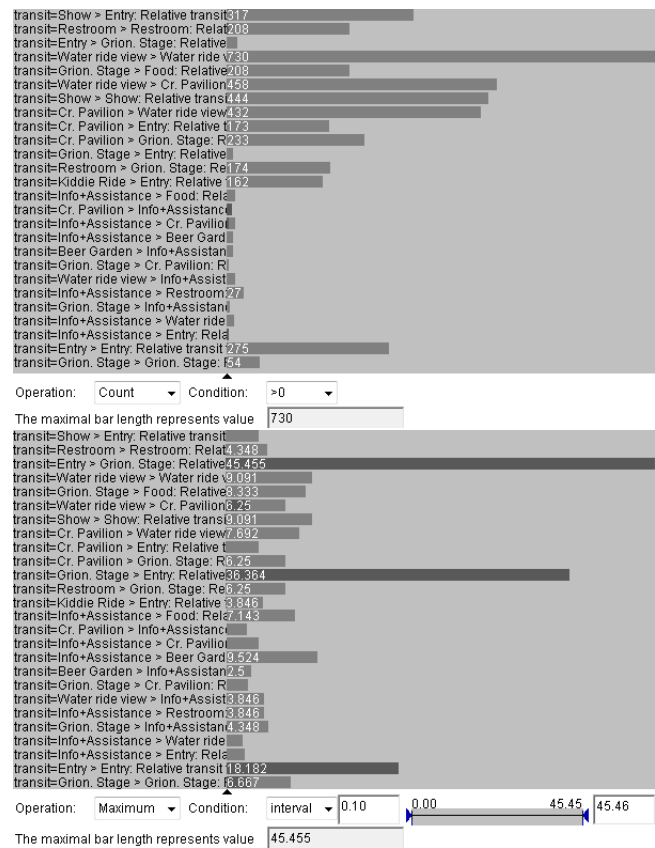 transit=Show > Entry: Relative transit 317
transit=Restroom > Restroom: Relat 208
transit=Entry > Grion. Stage: Relative
transit=Water ride view > Water ride v 730
transit=Grion. Stage > Food: Relative 208
transit=Water ride view > Cr. Pavilion 458
transit=Show > Show: Relative transi 444
transit=Cr. Pavilion > Water ride view 432
transit=Cr. Pavilion > Entry: Relative t 173
transit=Cr. Pavilion > Grion. Stage: R 233
transit=Grion. Stage > Entry: Relative
transit=Restroom > Grion. Stage: Re 174
transit=Kiddie Ride > Entry: Relative 162
transit=Info+Assistance > Food: Rela
transit=Cr. Pavilion > Info+Assistanc
transit=Info+Assistance > Cr. Pavilio
transit=Info+Assistance > Beer Gard
transit=Beer Garden > Info+Assistan
transit=Grion. Stage > Cr. Pavilion: R
transit=Water ride view > Info+Assist
transit=Info+Assistance > Restroom: 27
transit=Grion. Stage > Info+Assistan
transit=Info+Assistance > Water ride
transit=Info+Assistance > Entry: Rela
transit=Entry > Entry: Relative transit 275
transit=Grion. Stage > Grion. Stage: 54
Operation: Count Condition: >0
The maximal bar length represents value 730
transit=Show > Entry: Relative transit
transit=Restroom > Restroom: Relat 4.348
transit=Entry > Grion. Stage: Relative 45.455
transit=Water ride view > Water ride v 9.091
transit=Grion. Stage > Food: Relative 8.333
transit=Water ride view > Cr. Pavilion 6.25
transit=Show > Show: Relative transi 9.091
transit=Cr. Pavilion > Water ride view 7.692
transit=Cr. Pavilion > Entry: Relative t
transit=Cr. Pavilion > Grion. Stage: R 6.25
transit=Grion. Stage > Entry: Relative 36.364
transit=Restroom > Grion. Stage: Re 6.25
transit=Kiddie Ride > Entry: Relative 3.846
transit=Info+Assistance > Food: Rela 7.143
transit=Cr. Pavilion > Info+Assistanc
transit=Info+Assistance > Cr. Pavilio
transit=Info+Assistance > Beer Gard 9.524
transit=Beer Garden > Info+Assistan 2.5
transit=Grion. Stage > Cr. Pavilion: R
transit=Water ride view > Info+Assist 3.846
transit=Info+Assistance > Restroom: 3.846
transit=Grion. Stage > Info+Assistan 4.348
transit=Info+Assistance > Water ride
transit=Info+Assistance > Entry: Rela
transit=Entry > Entry: Relative transit 18.182
transit=Grion. Stage > Grion. Stage: 6.667
Operation: Maximum Condition: interval 0.10 0.00 45.45 45.46
The maximal bar length represents value 45.455